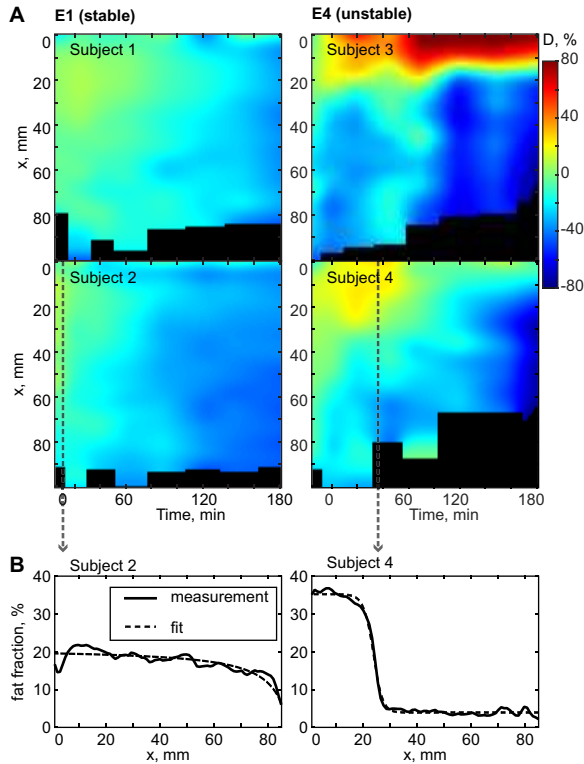 A
E1 (stable)
E4 (unstable)
Subject 1
Subject 3
D, %
0
20
40
60
80
x, mm
80
40
0
-40
-80
Subject 2
Subject 4
0
20
40
60
80
x, mm
0 60 120 180
0 60 120 180
Time, min
Time, min
B
Subject 2
Subject 4
measurement
fit
40
30
20
10
0
fat fraction, %
0 20 40 60 80
x, mm
40
30
20
10
0
0 20 40 60 80
x, mm